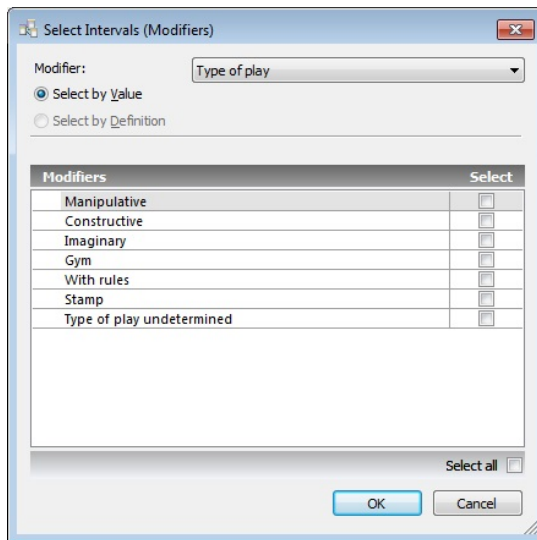 Select Intervals (Modifiers)
Modifier: Type of play
Select by Value
Select by Definition
Modifiers Select
Manipulative
Constructive
Imaginary
Gym
With rules
Stamp
Type of play undetermined
Select all
OK Cancel